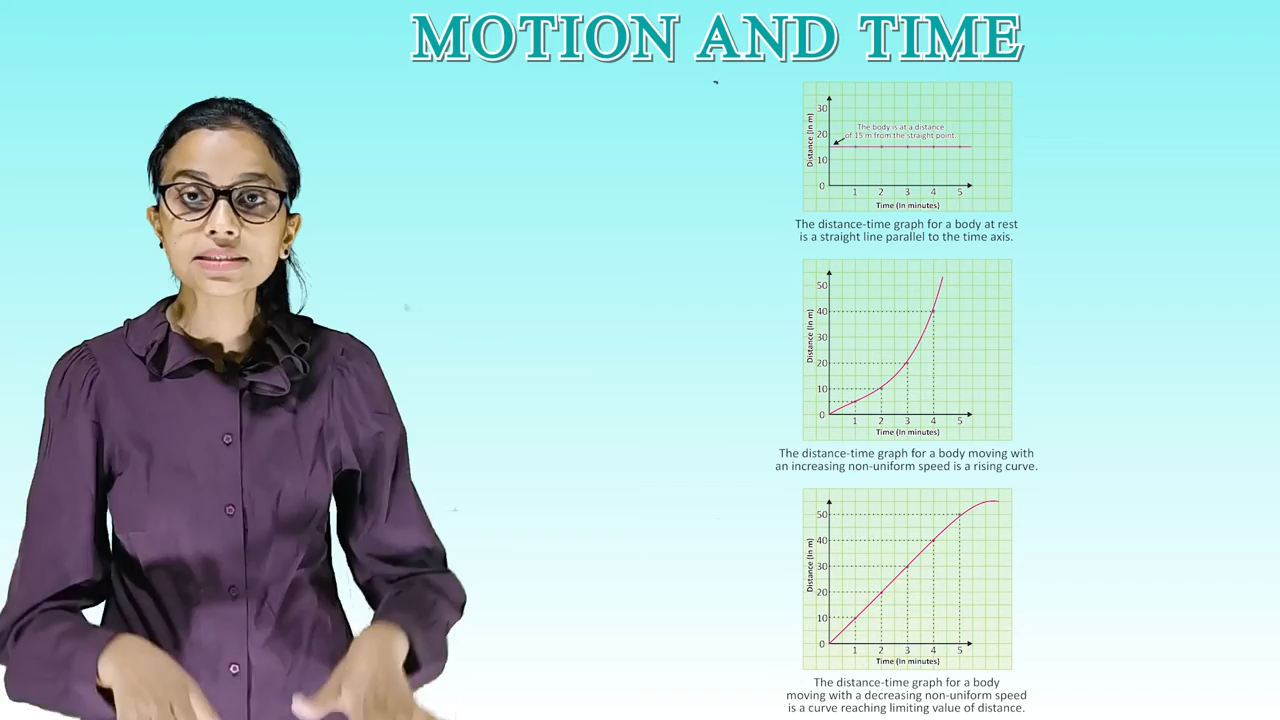 MOTION AND TIME
Distance (In m)
30
20
10
0
The body is at a distance
of 15 m from the straight point.
1 2 3 4 5
Time (In minutes)
The distance-time graph for a body at rest
is a straight line parallel to the time axis.
Distance (In m)
50
40
30
20
10
0
1 2 3 4 5
Time (In minutes)
The distance-time graph for a body moving with
an increasing non-uniform speed is a rising curve.
Distance (In m)
50
40
30
20
10
0
1 2 3 4 5
Time (In minutes)
The distance-time graph for a body
moving with a decreasing non-uniform speed
is a curve reaching limiting value of distance.